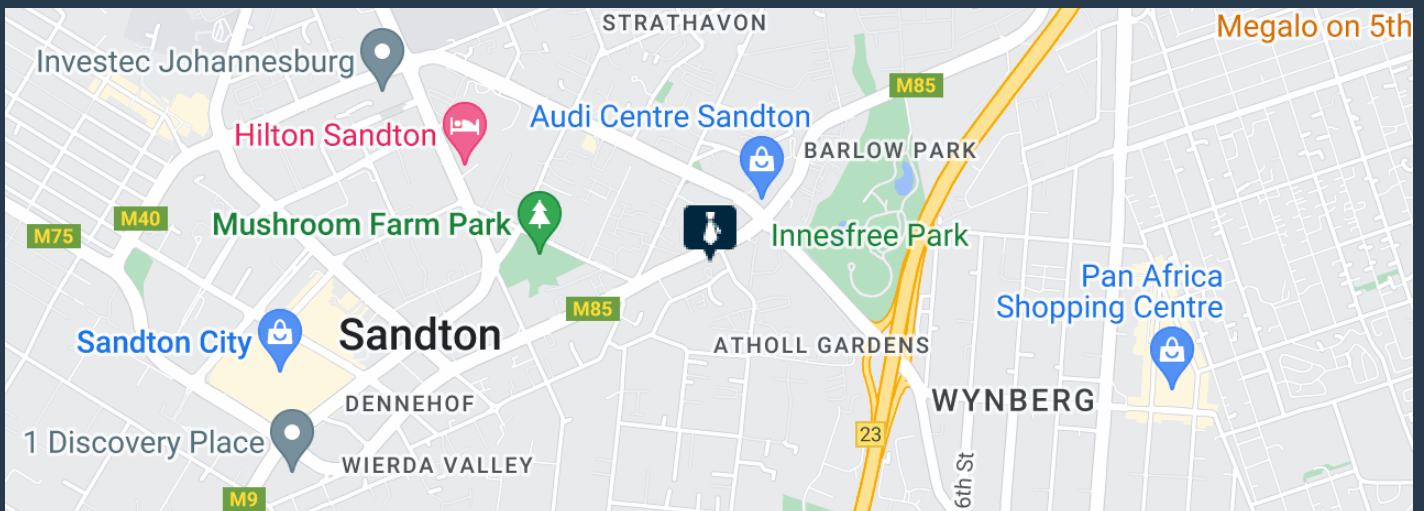 STRATHAVON
Megalo on 5th
Investec Johannesburg
M85
Audi Centre Sandton
Hilton Sandton
BARLOW PARK
M40
Mushroom Farm Park
M75
Innesfree Park
Pan Africa
Shopping Centre
M85
Sandton
Sandton City
ATHOLL GARDENS
DENNEHOF
WYNBERG
1 Discovery Place
23
WIERDA VALLEY
6th St
M9